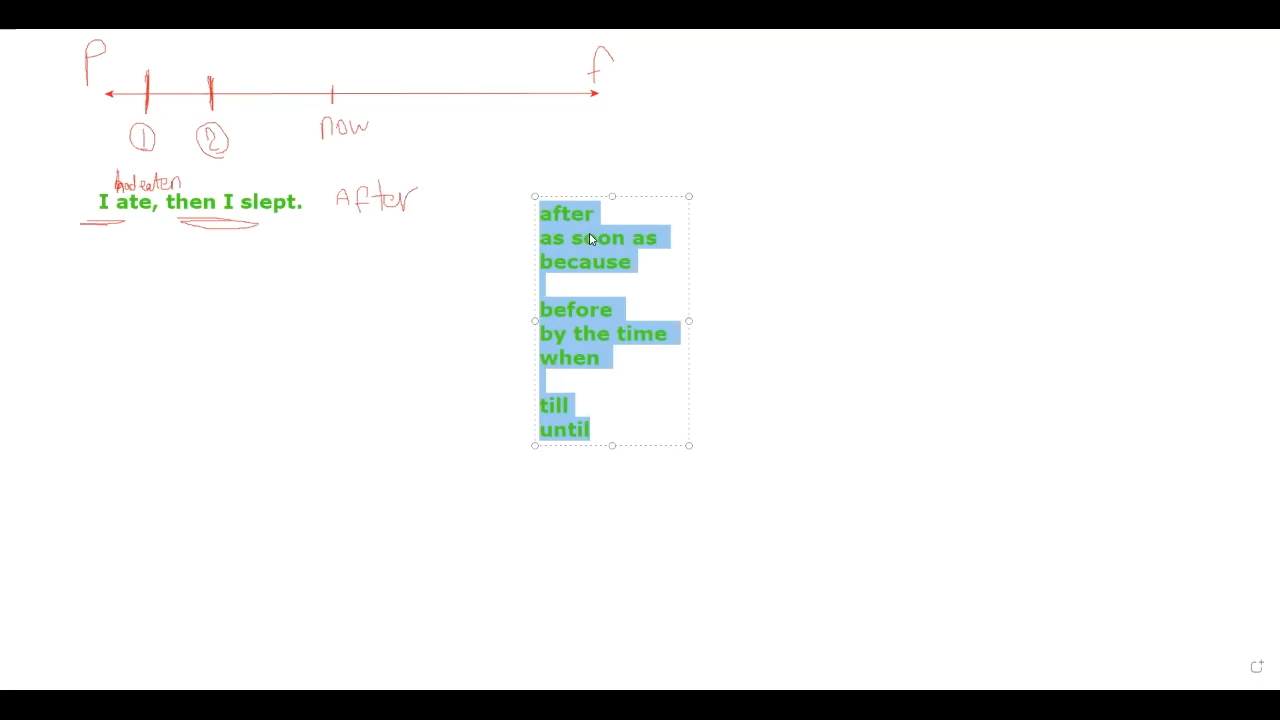 P
f
1
2
now
had eaten
I ate, then I slept.
After
after
as soon as
because
before
by the time
when
till
until